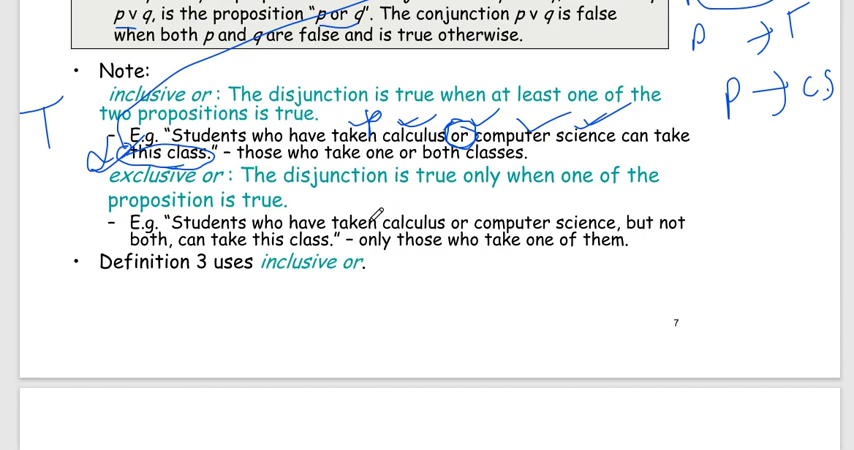 p v q, is the proposition "p or q". The conjunction p v q is false
when both p and q are false and is true otherwise.
p → T
• Note:
p → CS
inclusive or : The disjunction is true when at least one of the
two propositions is true.
T
p
– E.g. "Students who have taken calculus or computer science can take
this class." – those who take one or both classes.
exclusive or : The disjunction is true only when one of the
proposition is true.
– E.g. "Students who have taken calculus or computer science, but not
both, can take this class." – only those who take one of them.
• Definition 3 uses inclusive or.
7